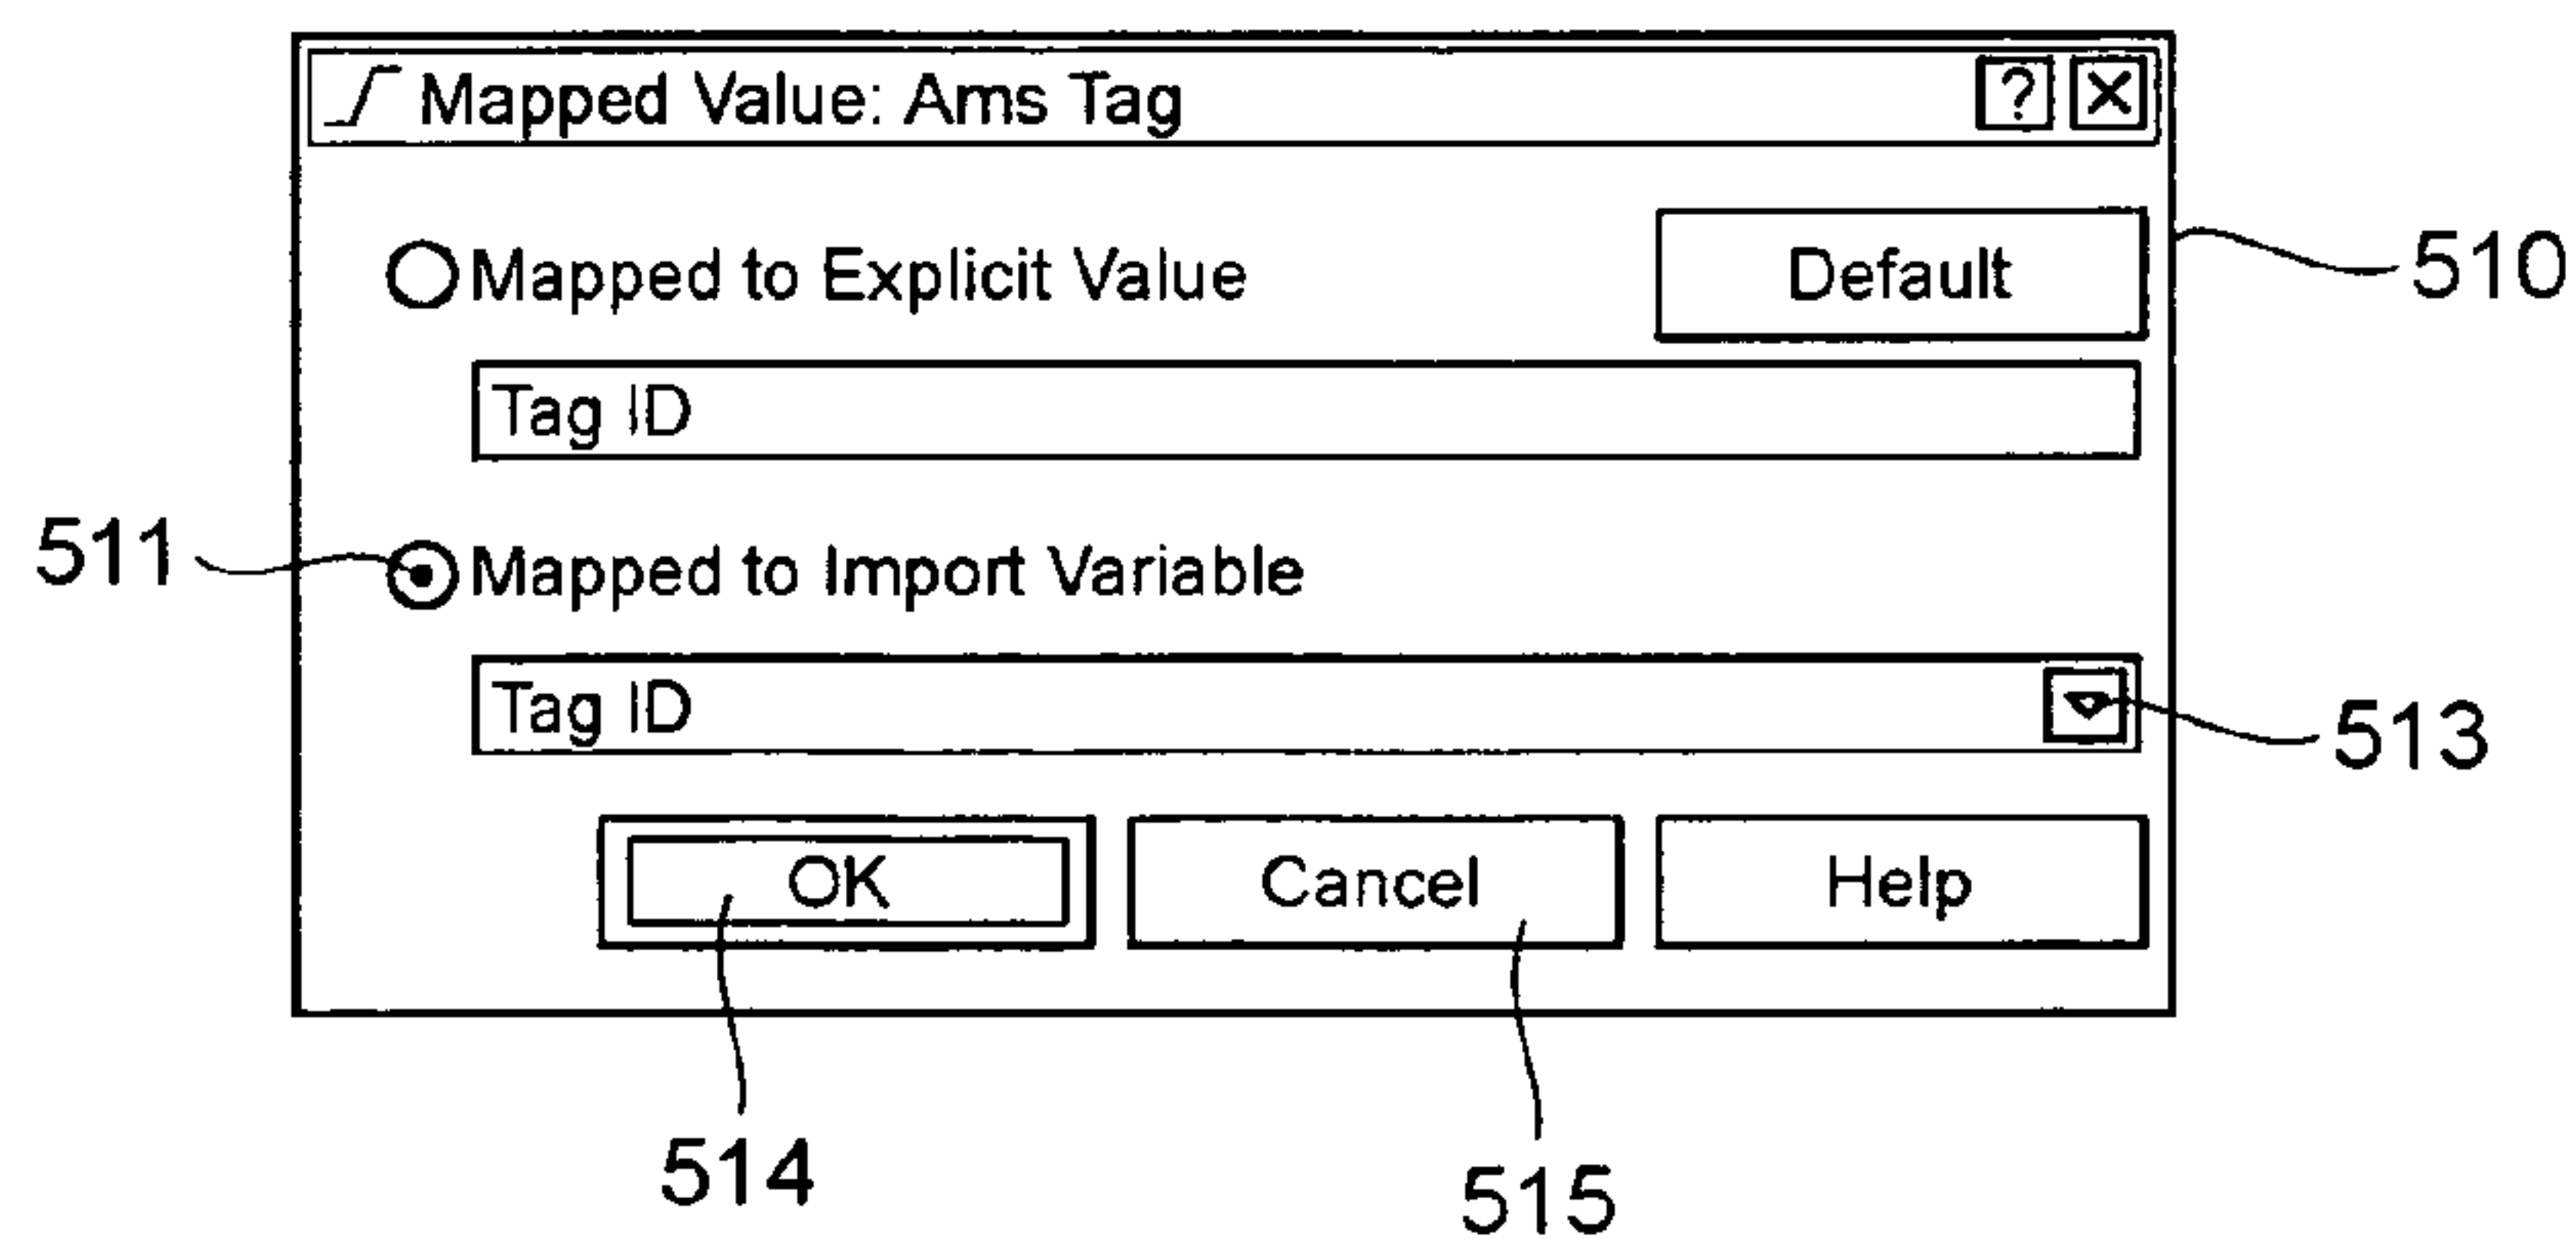 Mapped Value: Ams Tag ? X
Mapped to Explicit Value Default
510
Tag ID
511
Mapped to Import Variable
Tag ID
513
OK Cancel Help
514
515